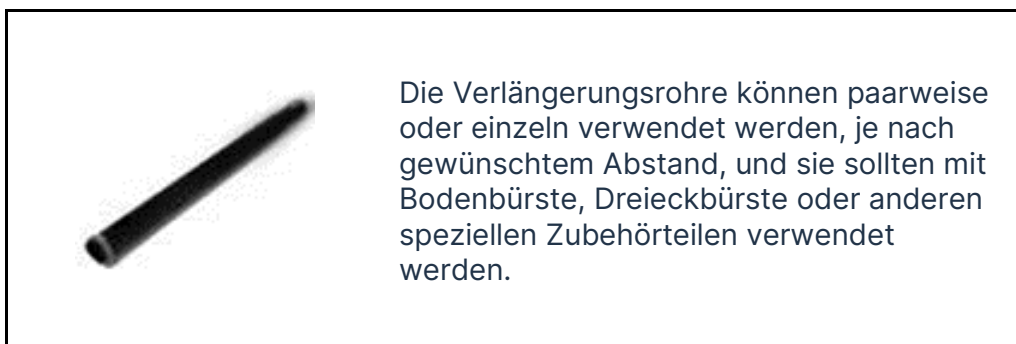 Die Verlängerungsrohre können paarweise
oder einzeln verwendet werden, je nach
gewünschtem Abstand, und sie sollten mit
Bodenbürste, Dreieckbürste oder anderen
speziellen Zubehörteilen verwendet
werden.